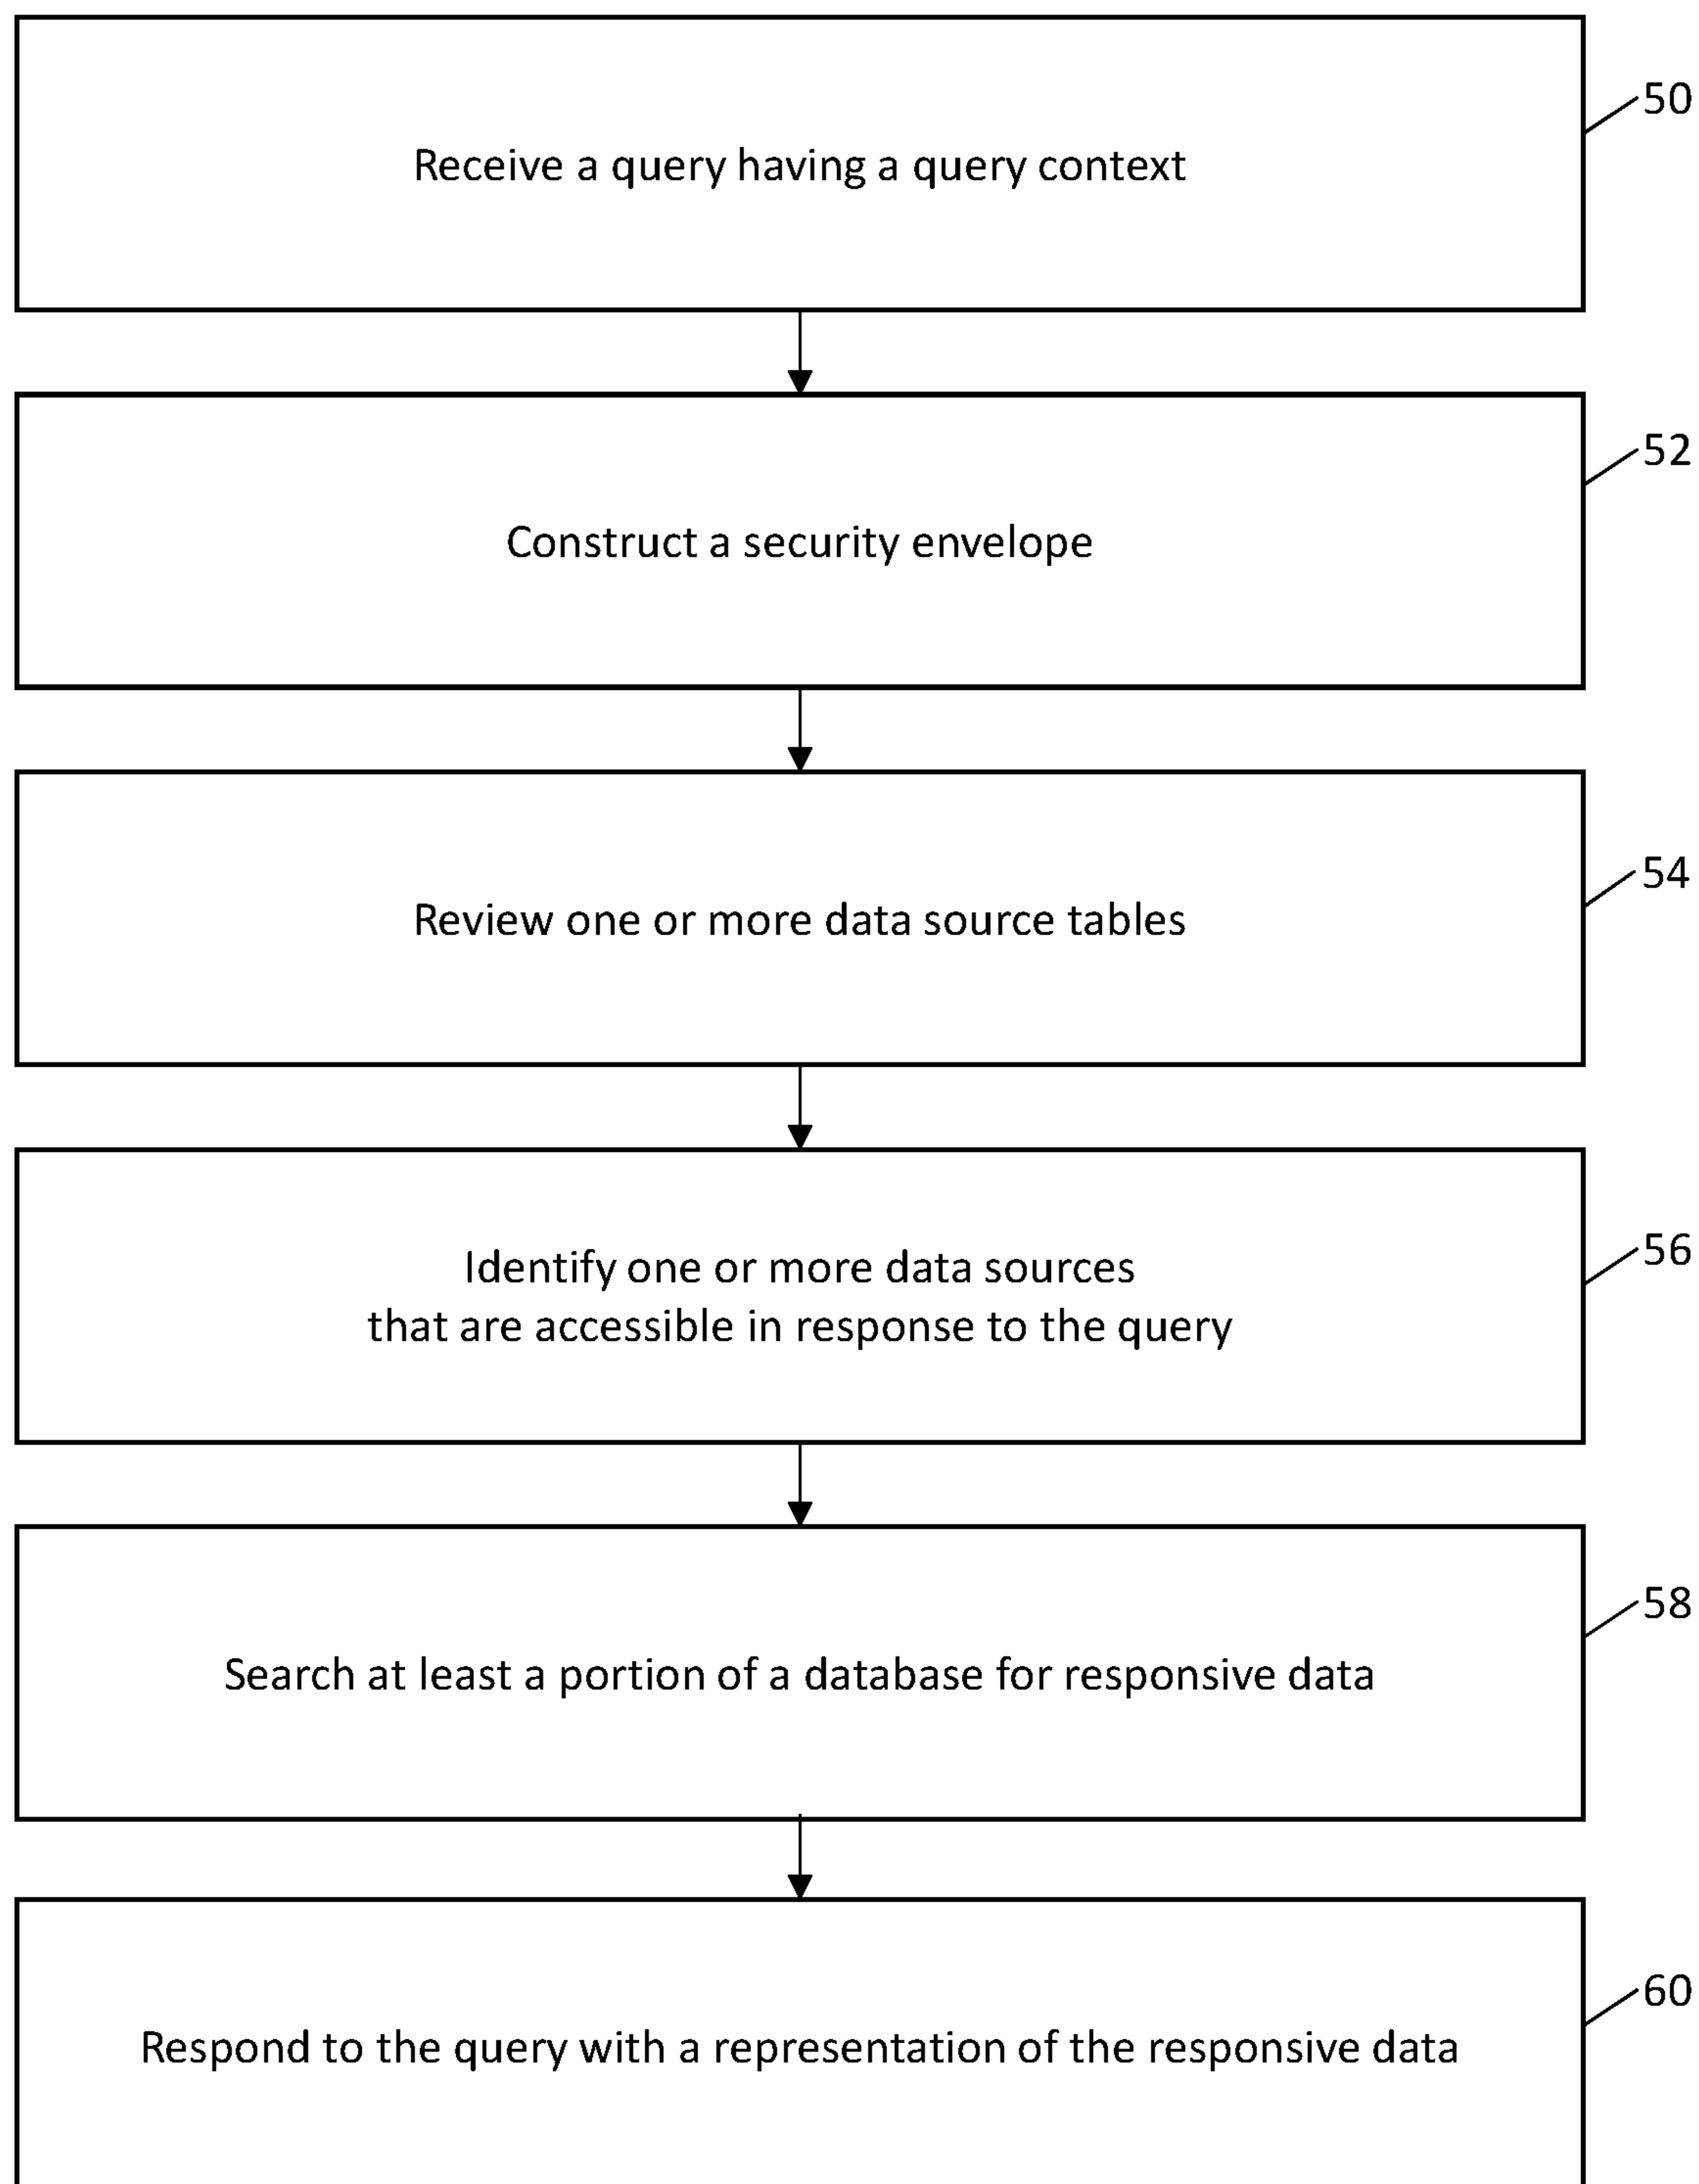 50
Receive a query having a query context
52
Construct a security envelope
54
Review one or more data source tables
56
Identify one or more data sources
that are accessible in response to the query
58
Search at least a portion of a database for responsive data
60
Respond to the query with a representation of the responsive data